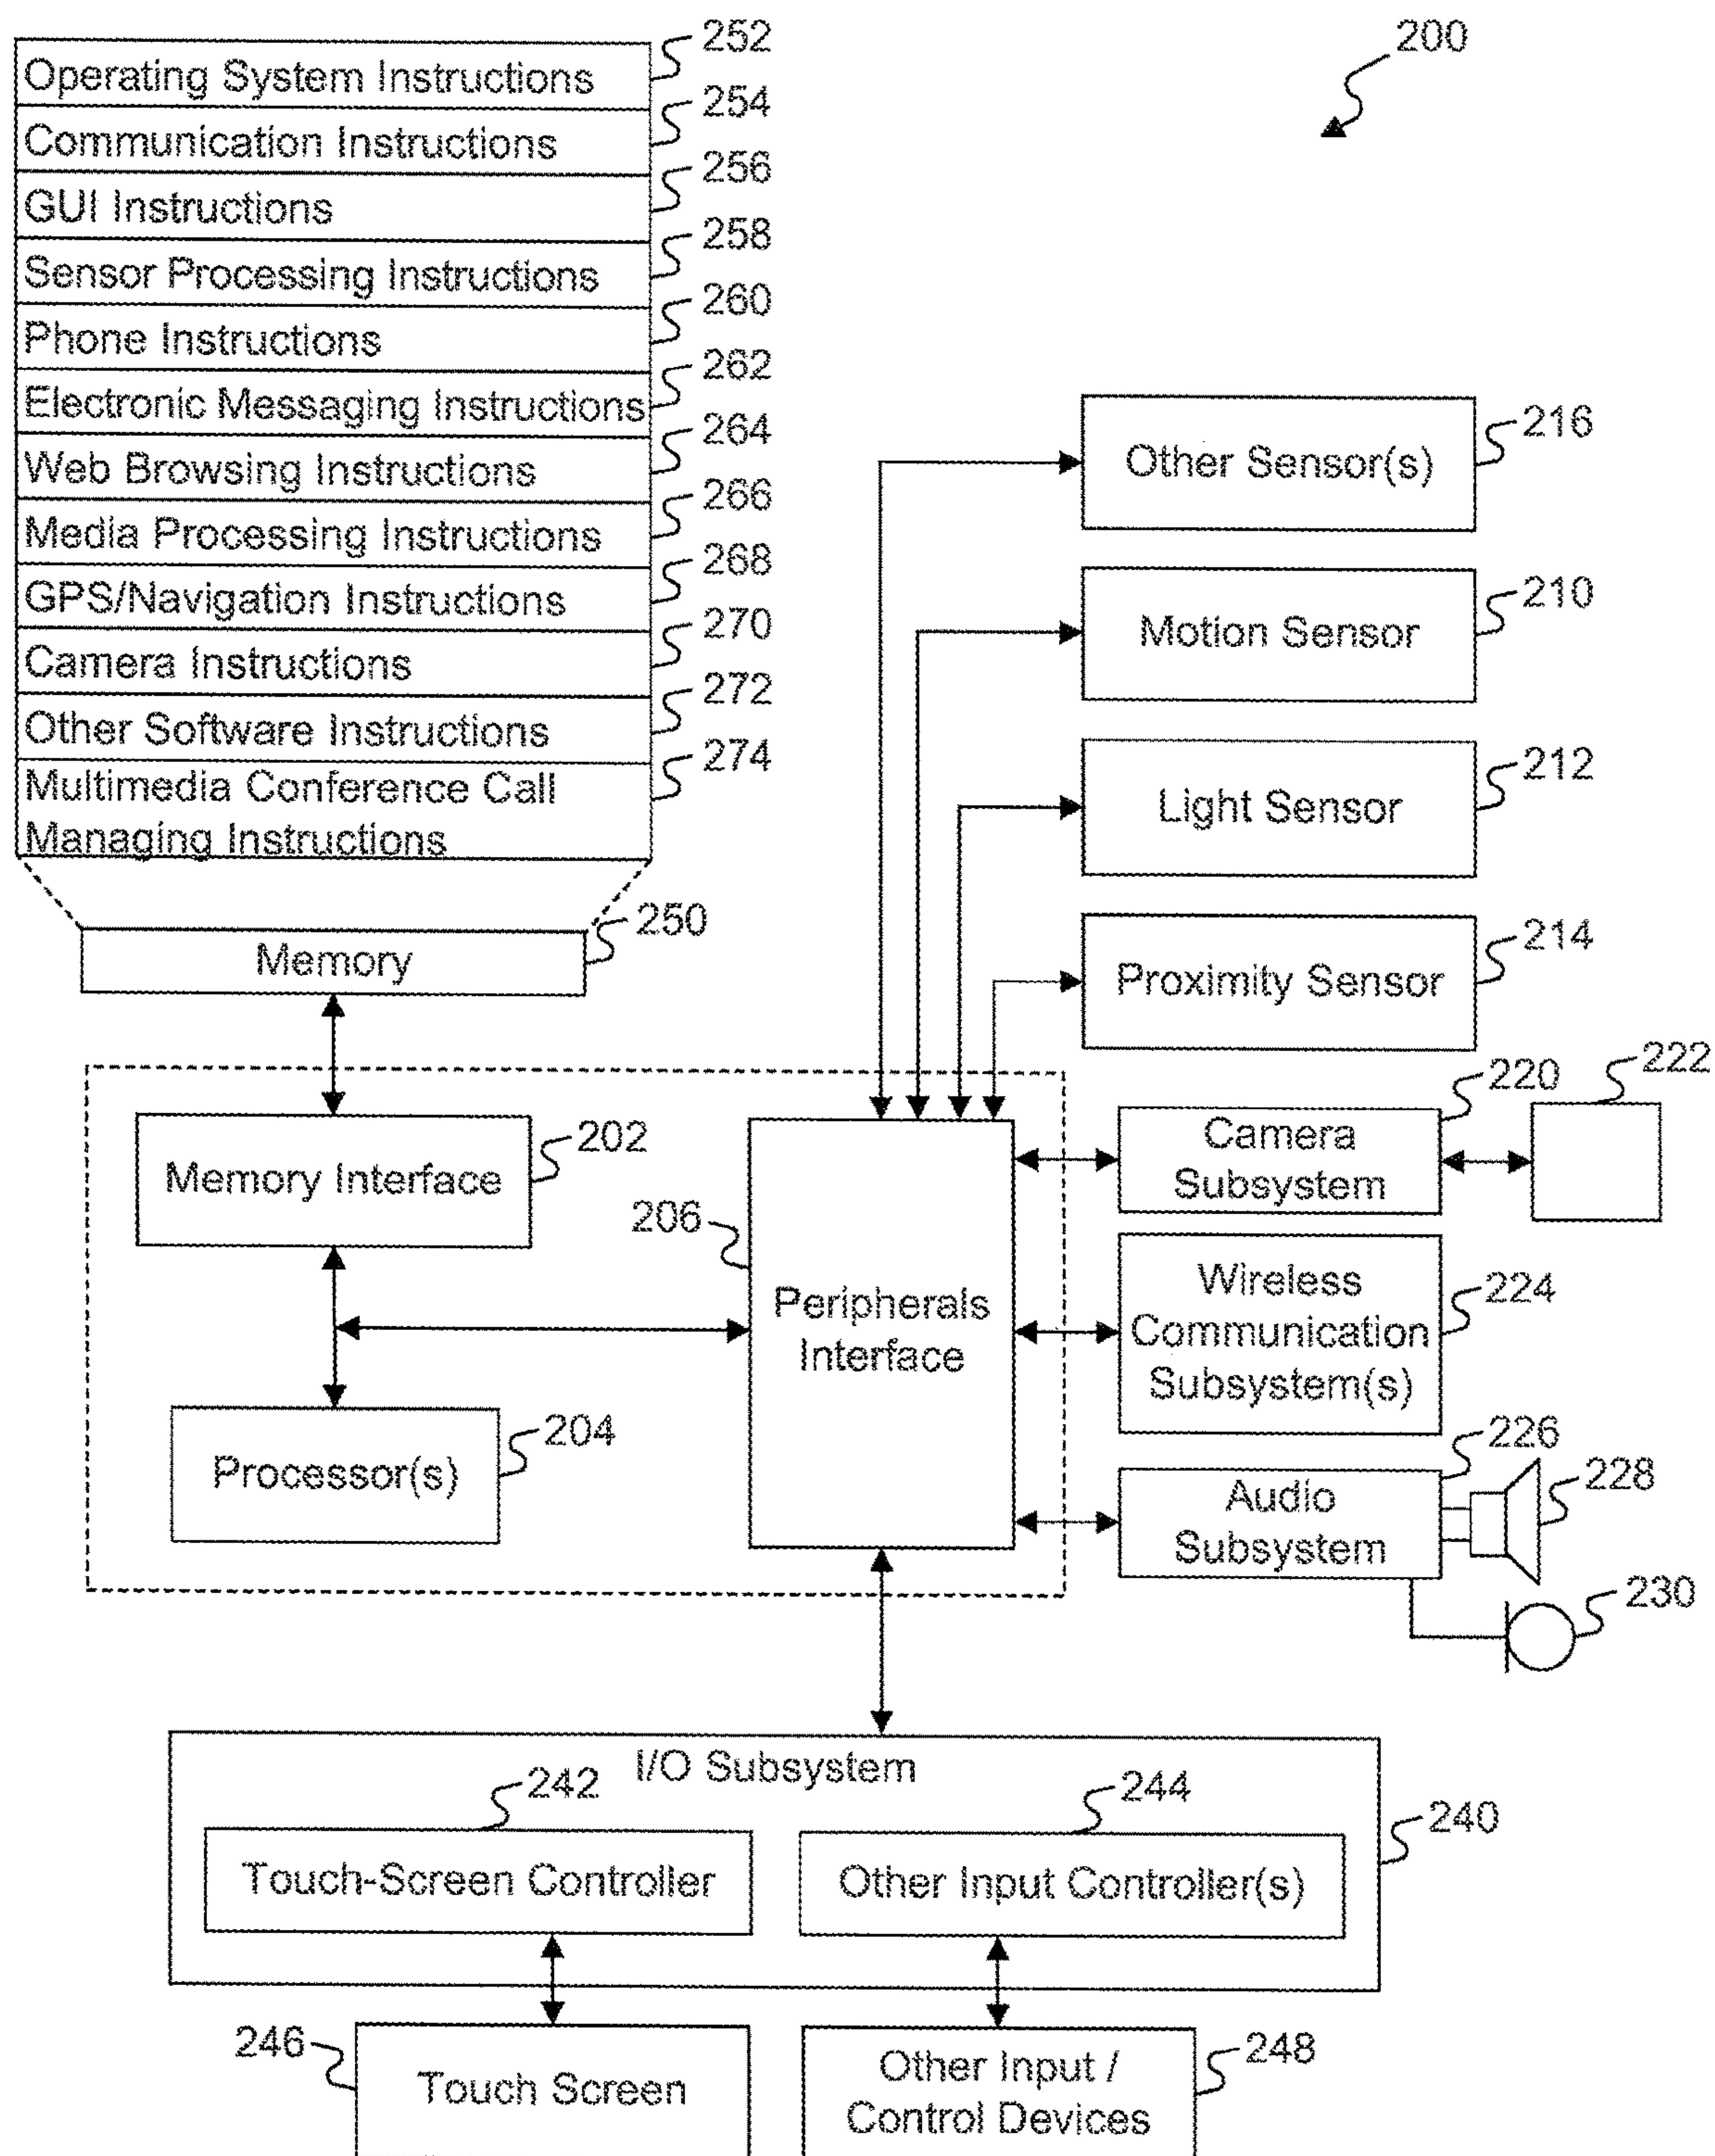 200
Operating System Instructions 252
Communication Instructions 254
GUI Instructions 256
Sensor Processing Instructions 258
Phone Instructions 260
Electronic Messaging Instructions 262
Web Browsing Instructions 264
Media Processing Instructions 266
GPS/Navigation Instructions 268
Camera Instructions 270
Other Software Instructions 272
Multimedia Conference Call 274
Managing Instructions
Memory 250
Other Sensor(s) 216
Motion Sensor 210
Light Sensor 212
Proximity Sensor 214
Memory Interface 202
Processor(s) 204
206
Peripherals
Interface
Camera 220
Subsystem
222
Wireless
Communication 224
Subsystem(s)
Audio 226
Subsystem
228
230
I/O Subsystem
240
242
Touch-Screen Controller
244
Other Input Controller(s)
246
Touch Screen
Other Input / 248
Control Devices